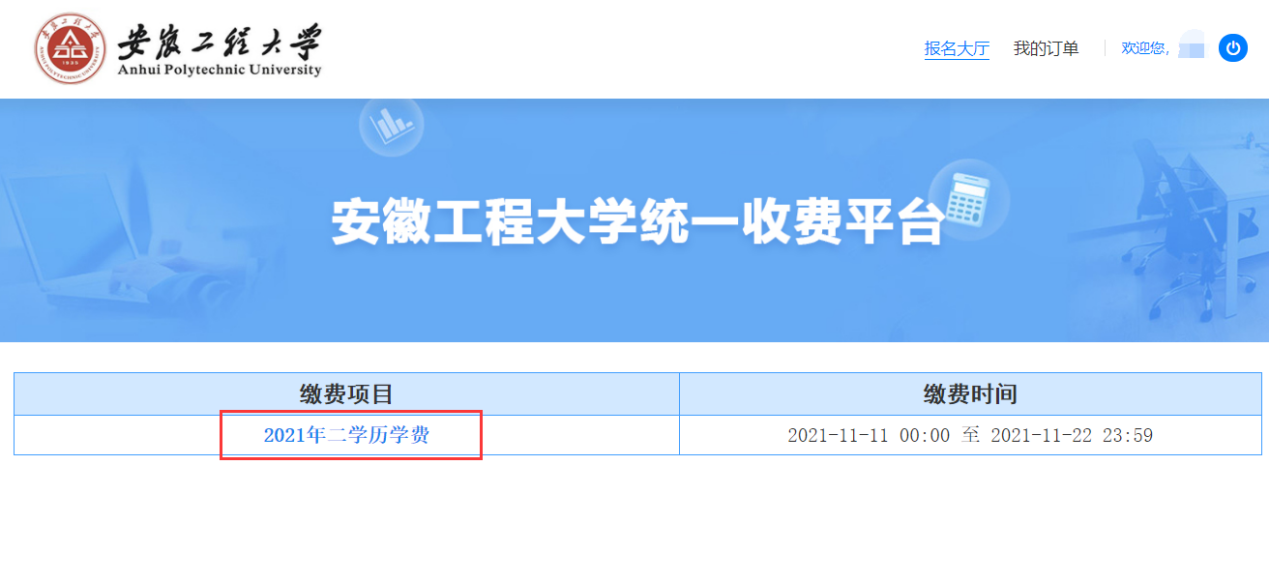 安徽工程大学
Anhui Polytechnic University
报名大厅 我的订单 欢迎您,
安徽工程大学统一收费平台
缴费项目 缴费时间
2021年二学历学费 2021-11-11 00:00 至 2021-11-22 23:59